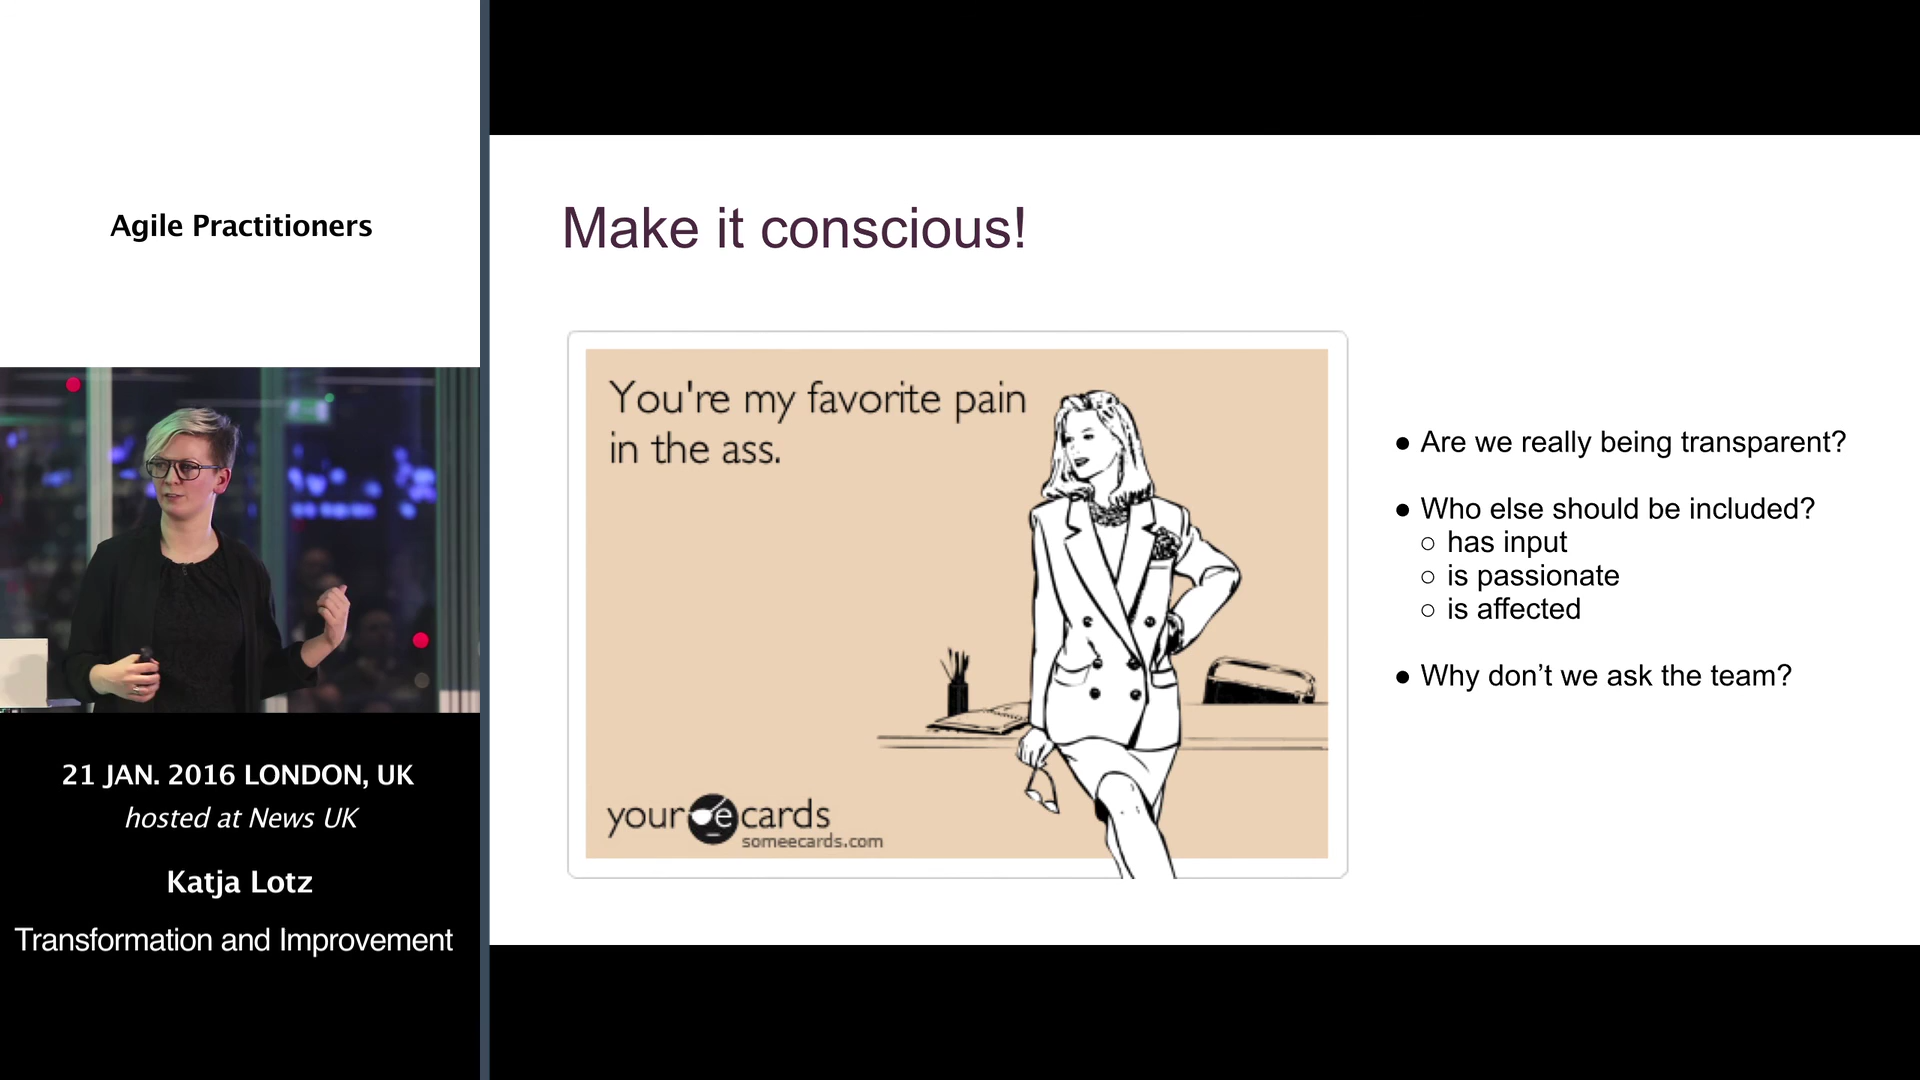 Agile Practitioners
21 JAN. 2016 LONDON, UK
hosted at News UK
Katja Lotz
Transformation and Improvement
Make it conscious!
You're my favorite pain
in the ass.
your e cards
someecards.com
● Are we really being transparent?
● Who else should be included?
○ has input
○ is passionate
○ is affected
● Why don’t we ask the team?